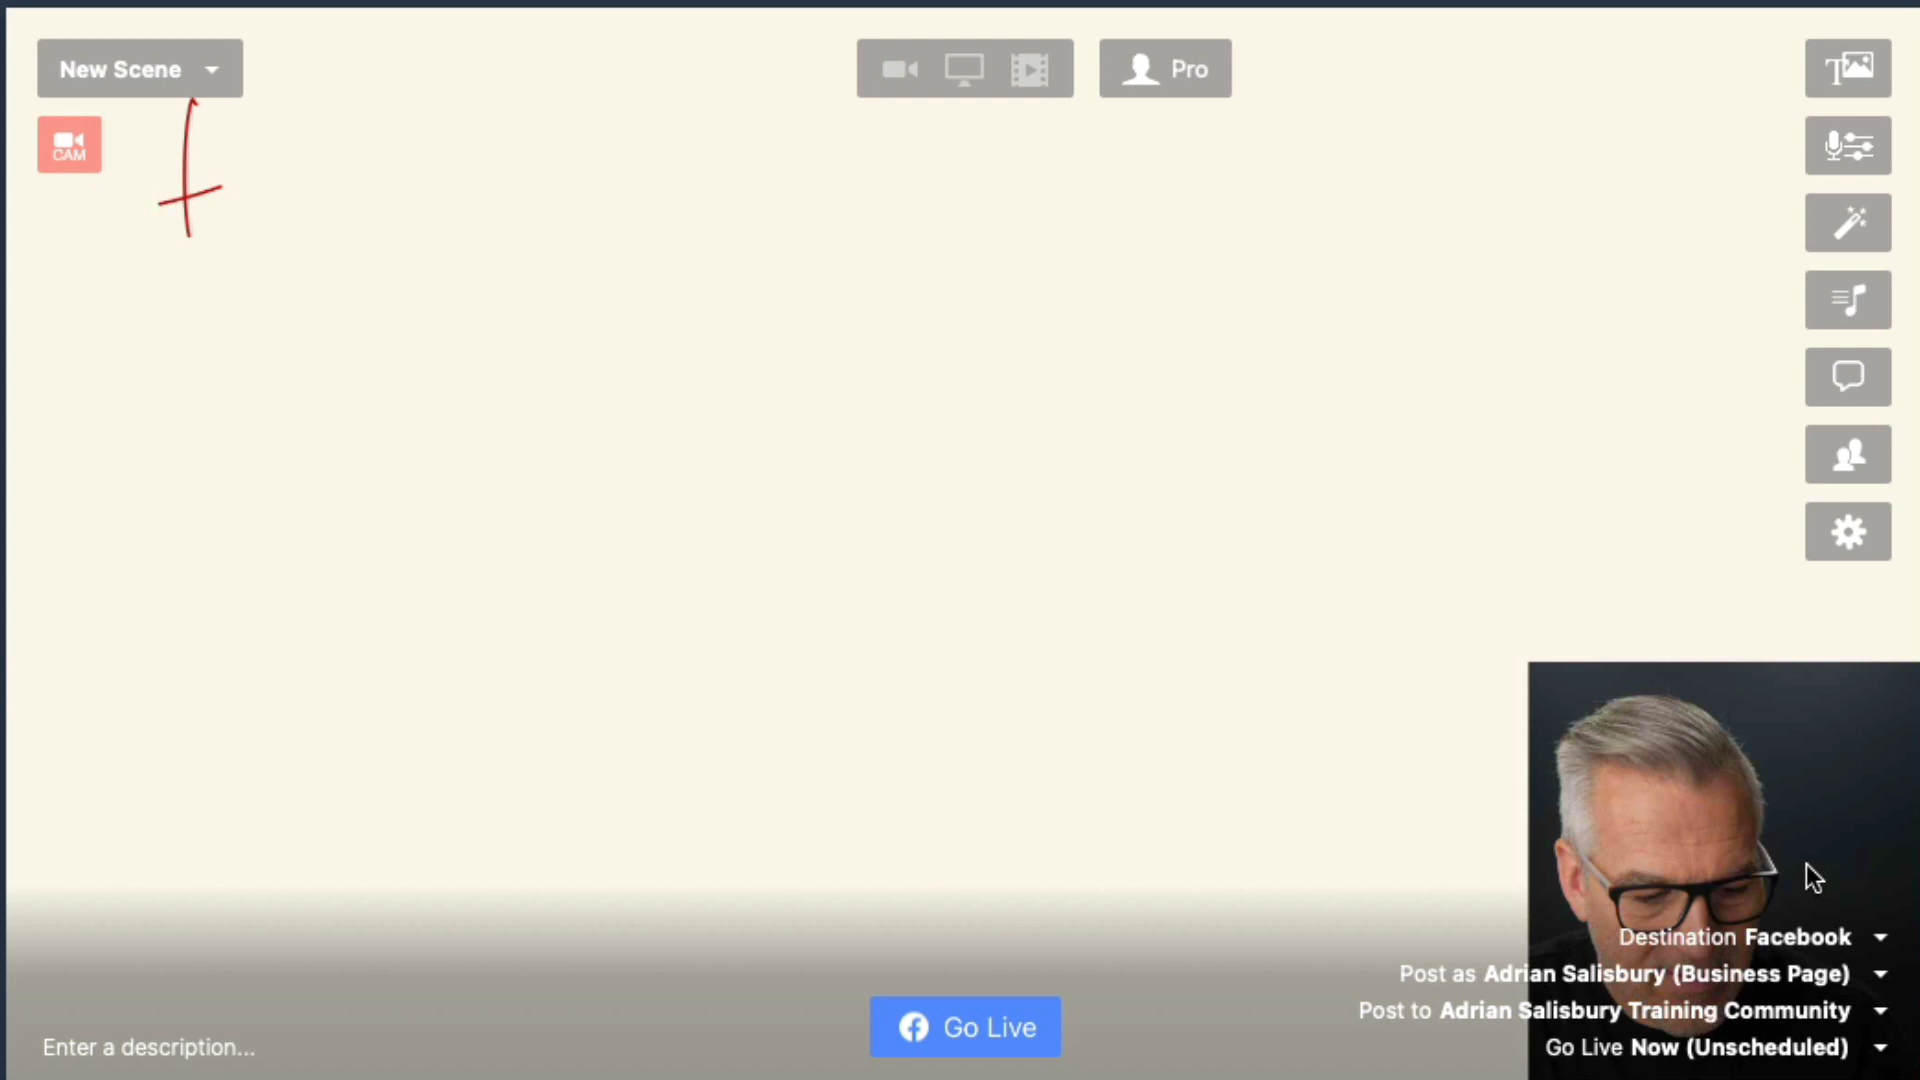 New Scene
Pro
T
CAM
Destination Facebook
Post as Adrian Salisbury (Business Page)
Post to Adrian Salisbury Training Community
Go Live
Go Live Now (Unscheduled)
Enter a description...